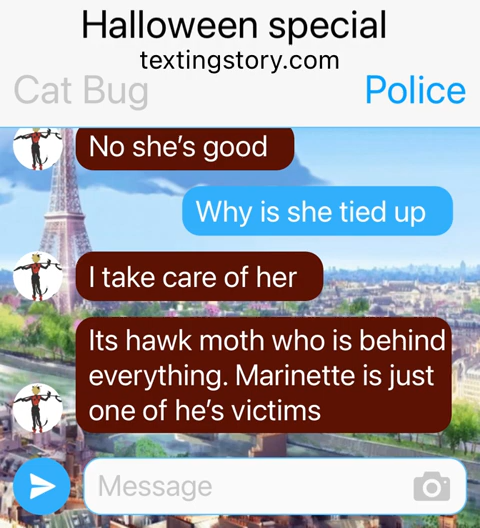 Halloween special
textingstory.com
Cat Bug
Police
No she's good
Why is she tied up
I take care of her
Its hawk moth who is behind
everything. Marinette is just
one of he's victims
Message